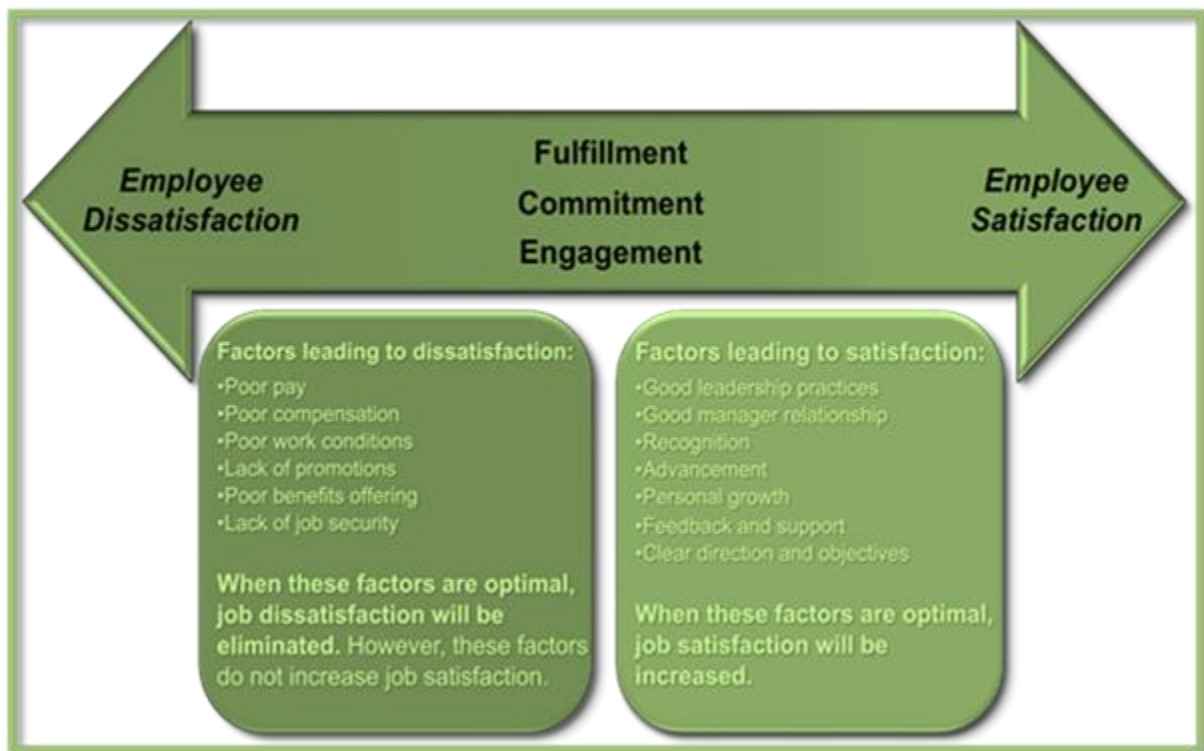 Employee
Dissatisfaction
Fulfillment
Commitment
Engagement
Employee
Satisfaction
Factors leading to dissatisfaction:
•Poor pay
•Poor compensation
•Poor work conditions
•Lack of promotions
•Poor benefits offering
•Lack of job security
When these factors are optimal,
job dissatisfaction will be
eliminated. However, these factors
do not increase job satisfaction.
Factors leading to satisfaction:
•Good leadership practices
•Good manager relationship
•Recognition
•Advancement
•Personal growth
•Feedback and support
•Clear direction and objectives
When these factors are optimal,
job satisfaction will be
increased.